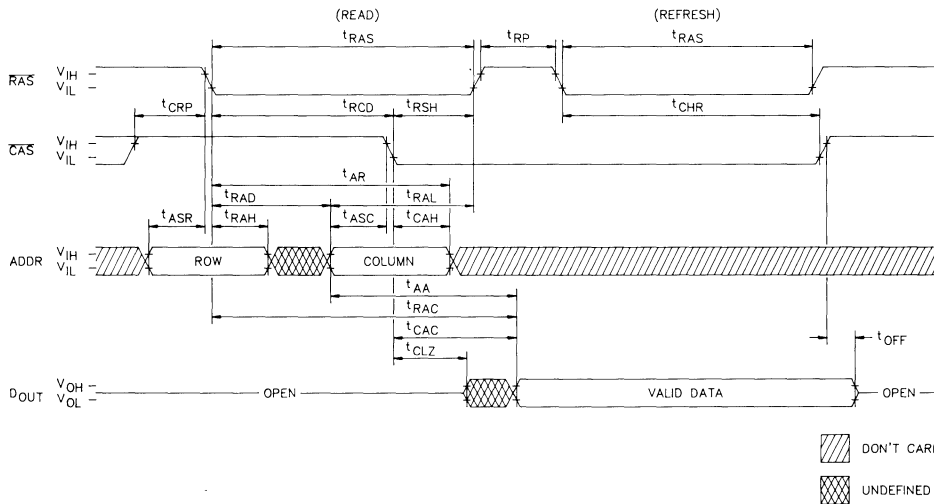 (READ) (REFRESH)
tRAS tRP tRAS
RAS VIH VIL
tCRP tRCD tRSH tCHR
CAS VIH VIL
tAR
tRAD tRAL
tASR tRAH tASC tCAH
ADDR VIH VIL ROW COLUMN
tAA
tRAC
tCAC
tCLZ tOFF
DOUT VOH VOL OPEN VALID DATA OPEN
DON'T CAR
UNDEFINED